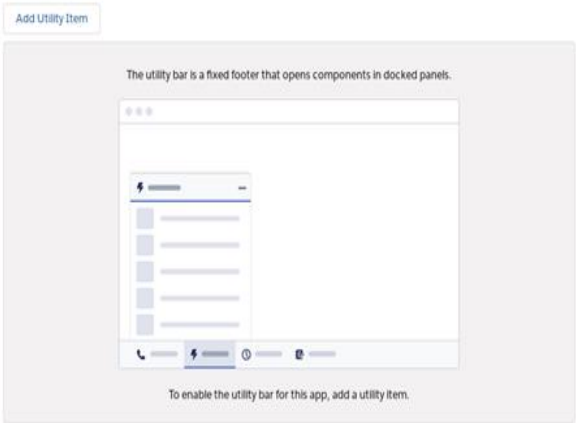 Add Utility Item
The utility bar is a fixed footer that opens components in docked panels.
To enable the utility bar for this app, add a utility item.